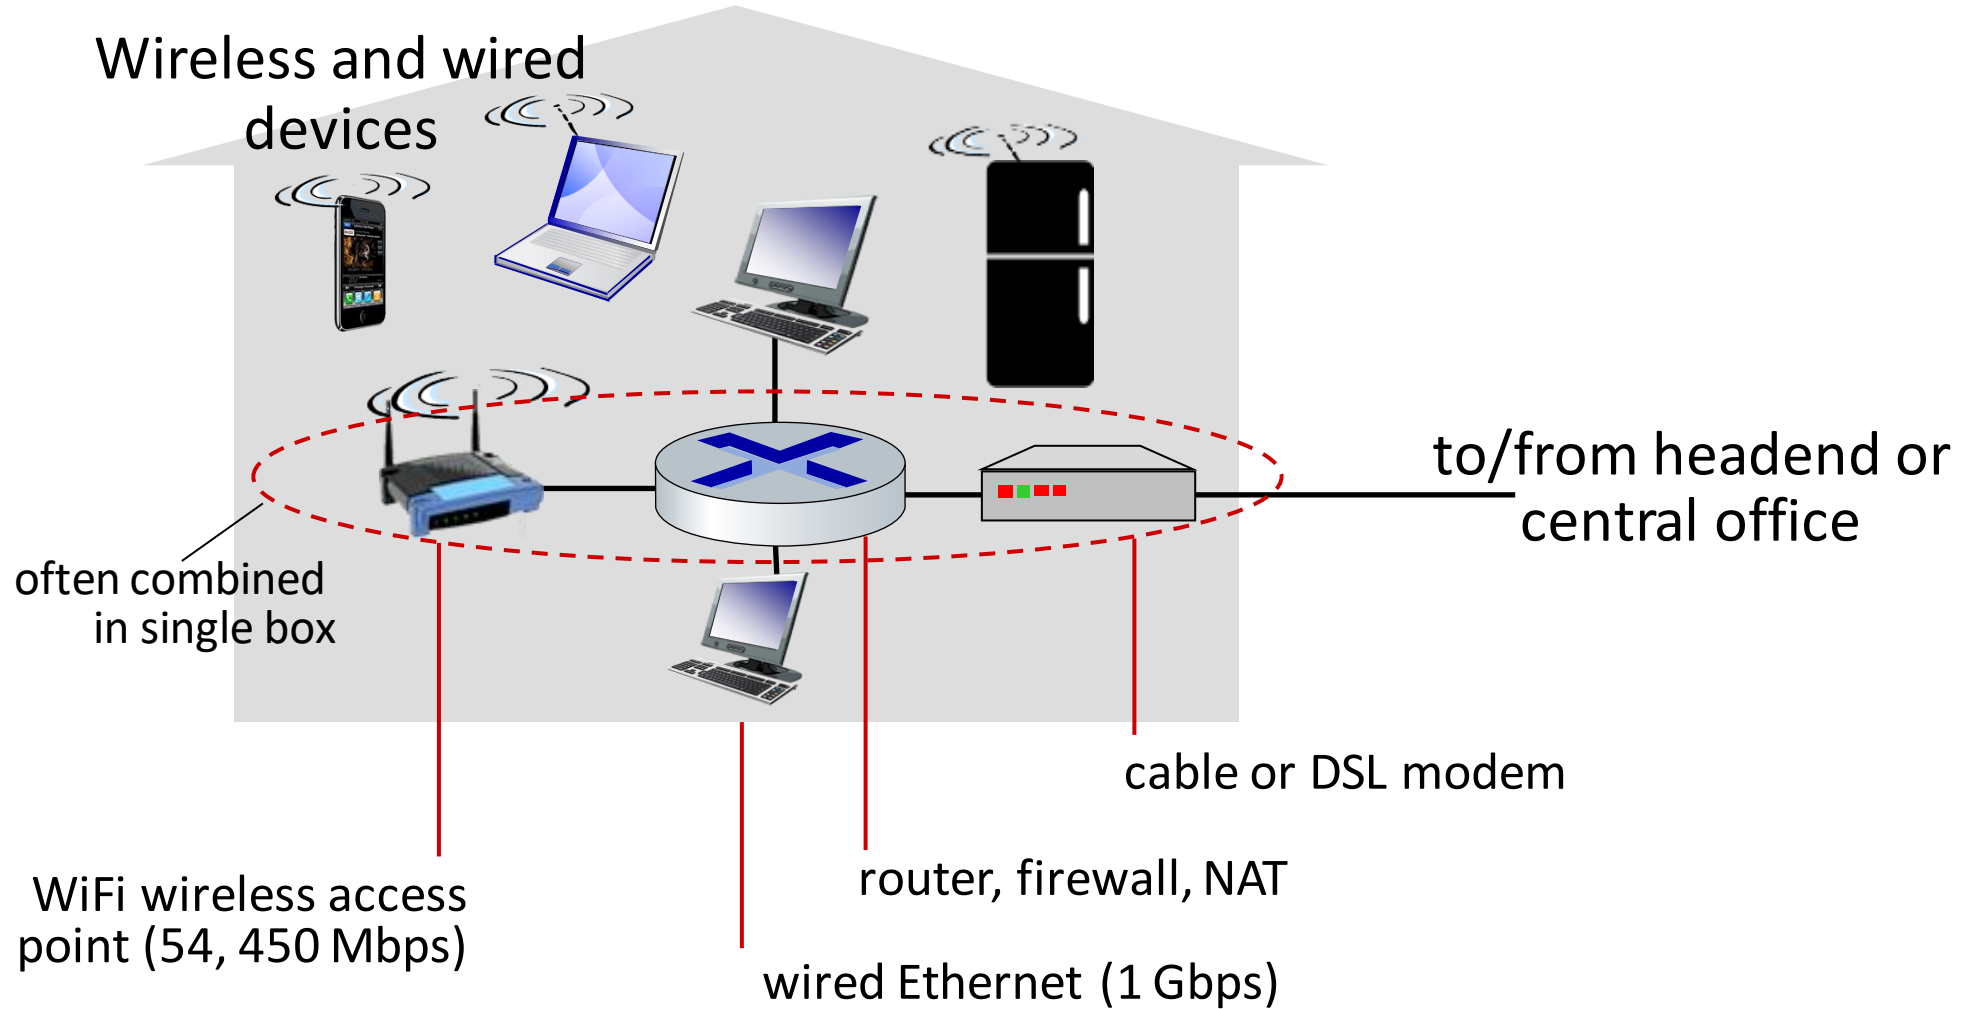 Wireless and wired
devices
to/from headend or
central office
often combined
in single box
cable or DSL modem
router, firewall, NAT
WiFi wireless access
point (54, 450 Mbps)
wired Ethernet (1 Gbps)